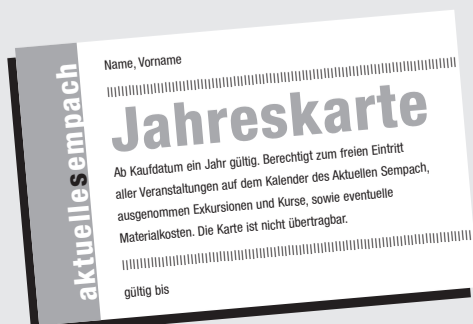 aktuellesempach
Name, Vorname
Jahreskarte
Ab Kaufdatum ein Jahr gültig. Berechtigt zum freien Eintritt
aller Veranstaltungen auf dem Kalender des Aktuellen Sempach,
ausgenommen Exkursionen und Kurse, sowie eventuelle
Materialkosten. Die Karte ist nicht übertragbar.
gültig bis